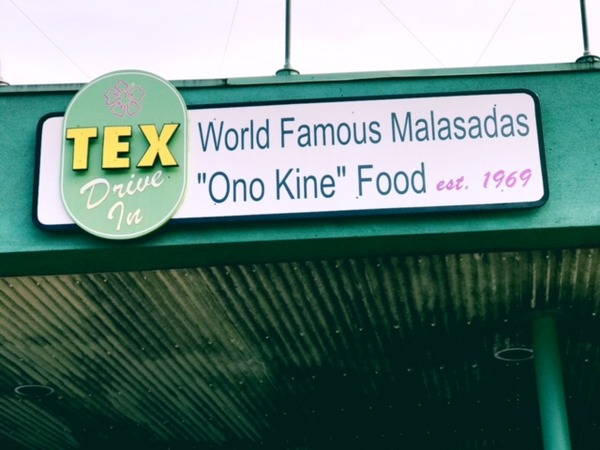 TEX
Drive
In
World Famous Malasadas
"Ono Kine" Food est. 1969